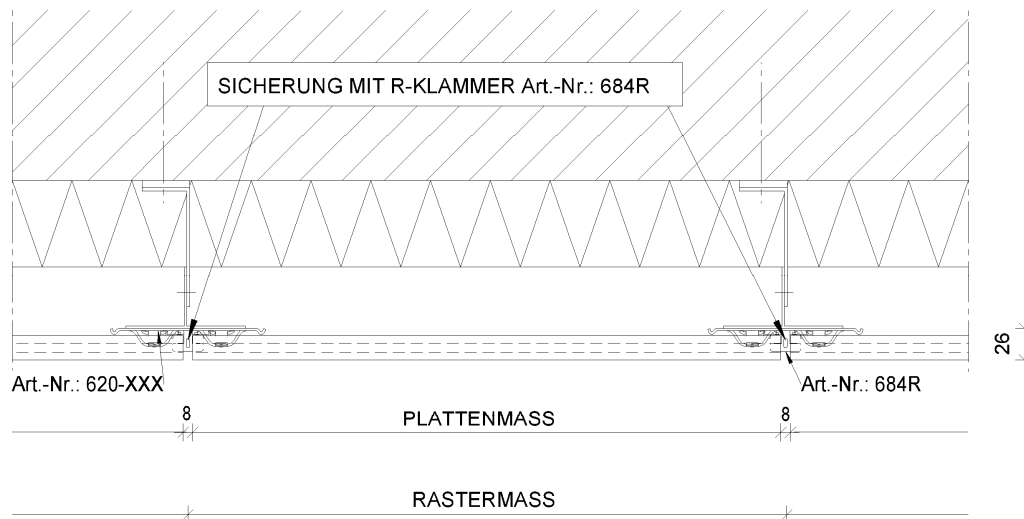 SICHERUNG MIT R-KLAMMER Art.-Nr.: 684R
26
Art.-Nr.: 620-XXX
Art.-Nr.: 684R
8
PLATTENMASS
8
RASTERMASS